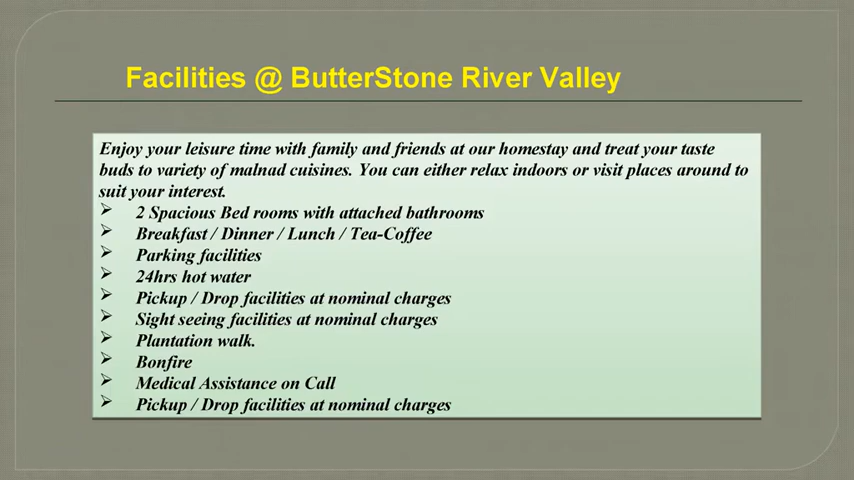 Facilities @ ButterStone River Valley
Enjoy your leisure time with family and friends at our homestay and treat your taste
buds to variety of malnad cuisines. You can either relax indoors or visit places around to
suit your interest.
2 Spacious Bed rooms with attached bathrooms
Breakfast / Dinner / Lunch / Tea-Coffee
Parking facilities
24hrs hot water
Pickup / Drop facilities at nominal charges
Sight seeing facilities at nominal charges
Plantation walk.
Bonfire
Medical Assistance on Call
Pickup / Drop facilities at nominal charges